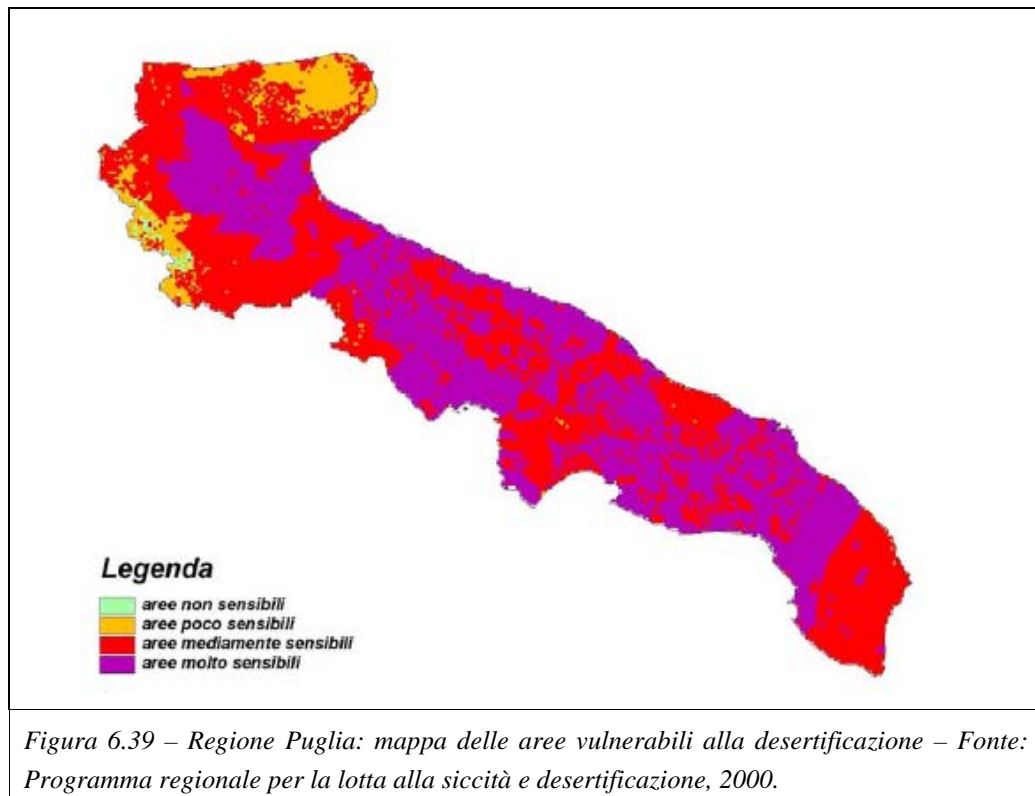 Legenda
aree non sensibili
aree poco sensibili
aree mediamente sensibili
aree molto sensibili
Figura 6.39 – Regione Puglia: mappa delle aree vulnerabili alla desertificazione – Fonte:
Programma regionale per la lotta alla siccità e desertificazione, 2000.